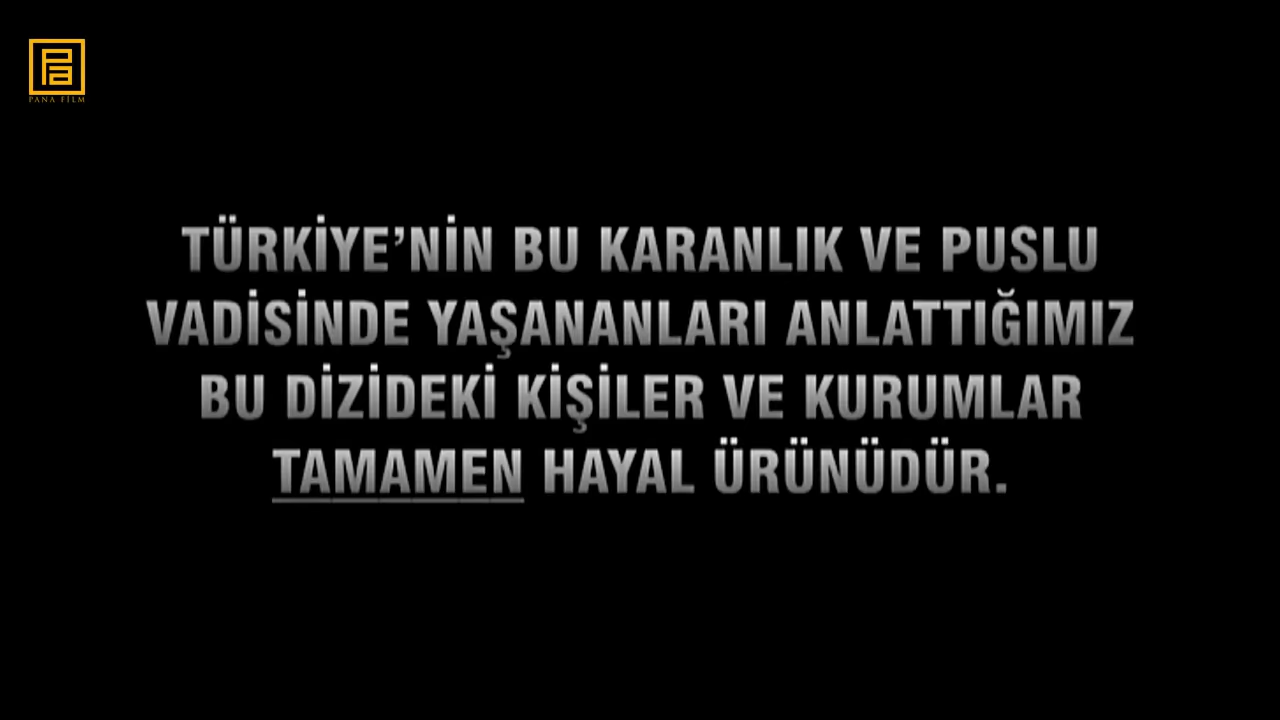 PANA FİLM
TÜRKİYE’NİN BU KARANLIK VE PUSLU
VADİSİNDE YAŞANANLARI ANLATTIĞIMIZ
BU DİZİDEKİ KİŞİLER VE KURUMLAR
TAMAMEN HAYAL ÜRÜNÜDÜR.